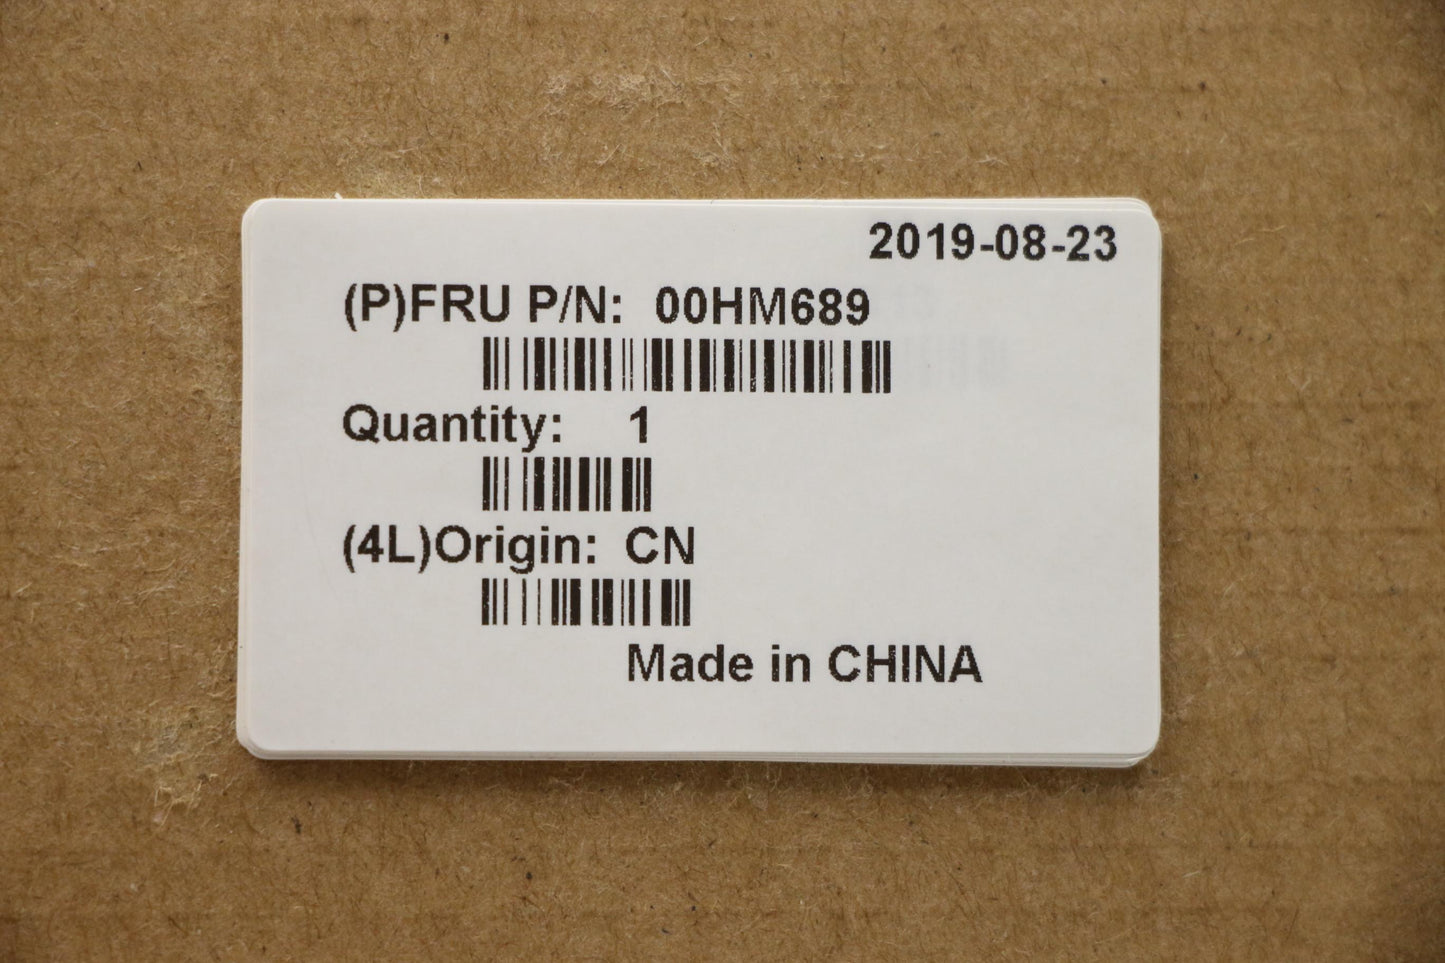 2019-08-23
(P)FRU P/N: 00HM689
Quantity: 1
(4L)Origin: CN
Made in CHINA